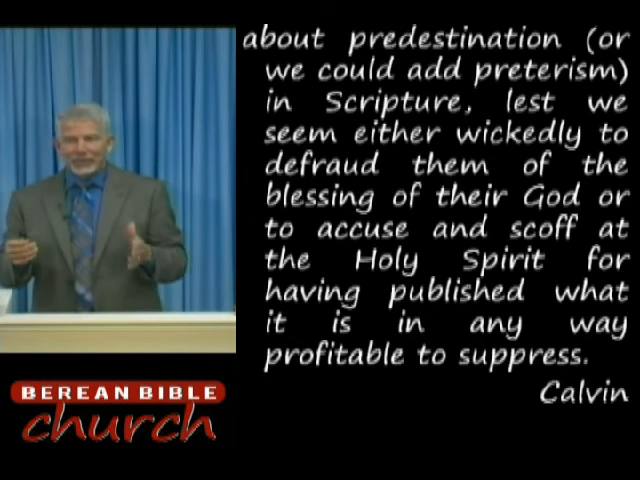 about predestination (or
we could add preterism)
in Scripture, lest we
seem either wickedly to
defraud them of the
blessing of their God or
to accuse and scoff at
the Holy Spirit for
having published what
it is in any way
profitable to suppress.
Calvin
BEREAN BIBLE
church